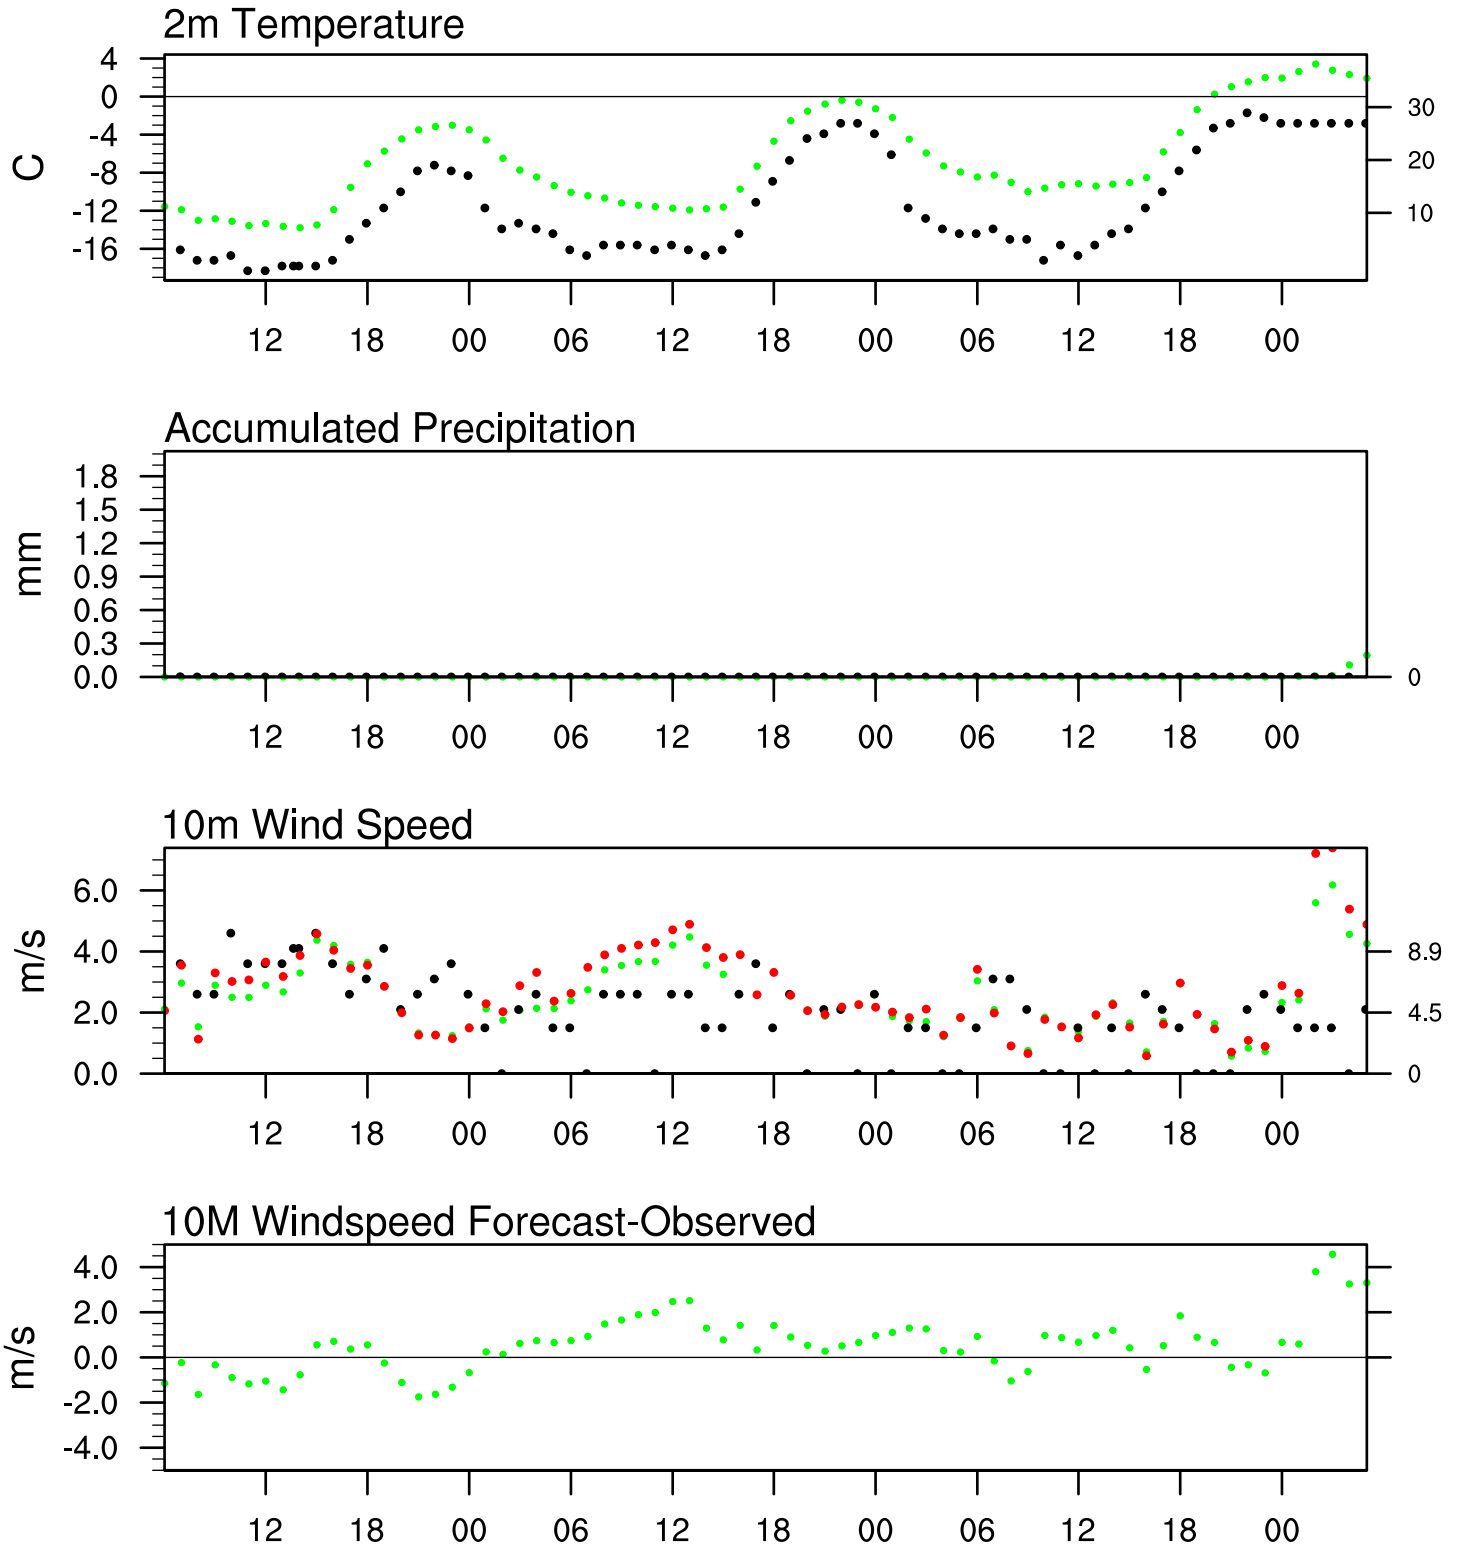 2m Temperature
4
0
-4
-8
-12
-16
C
30
20
10
12 18 00 06 12 18 00 06 12 18 00
Accumulated Precipitation
1.8
1.5
1.2
0.9
0.6
0.3
0.0
mm
0
12 18 00 06 12 18 00 06 12 18 00
10m Wind Speed
6.0
4.0
2.0
0.0
m/s
8.9
4.5
0
12 18 00 06 12 18 00 06 12 18 00
10M Windspeed Forecast-Observed
4.0
2.0
0.0
-2.0
-4.0
m/s
12 18 00 06 12 18 00 06 12 18 00